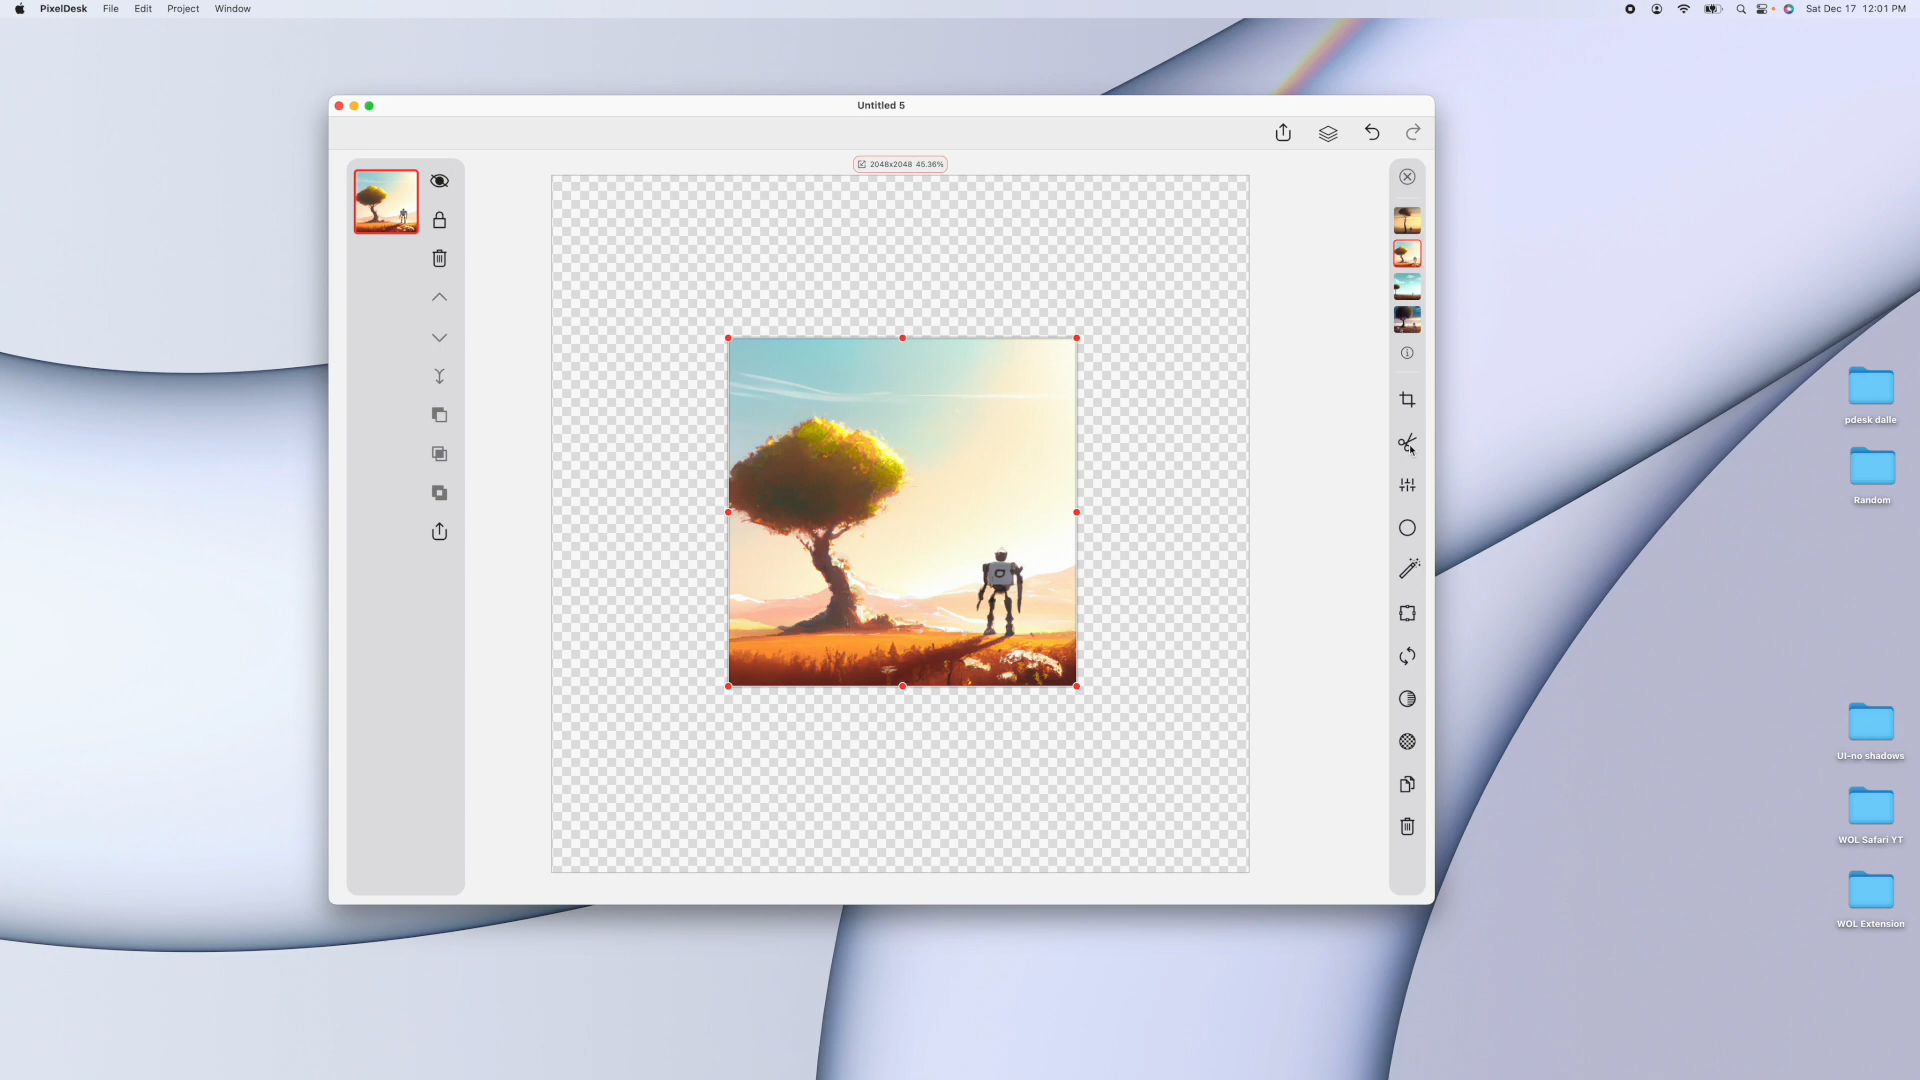 PixelDesk File Edit Project Window Sat Dec 17 12:01 PM
Untitled 5
2048x2048 45.36%
pdesk dalle
Random
UI-no shadows
WOL Safari YT
WOL Extension